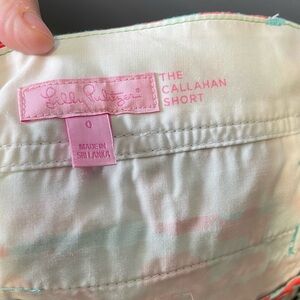 Lilly Pulitzer
THE
CALLAHAN
SHORT
0
MADE IN
SRI LANKA